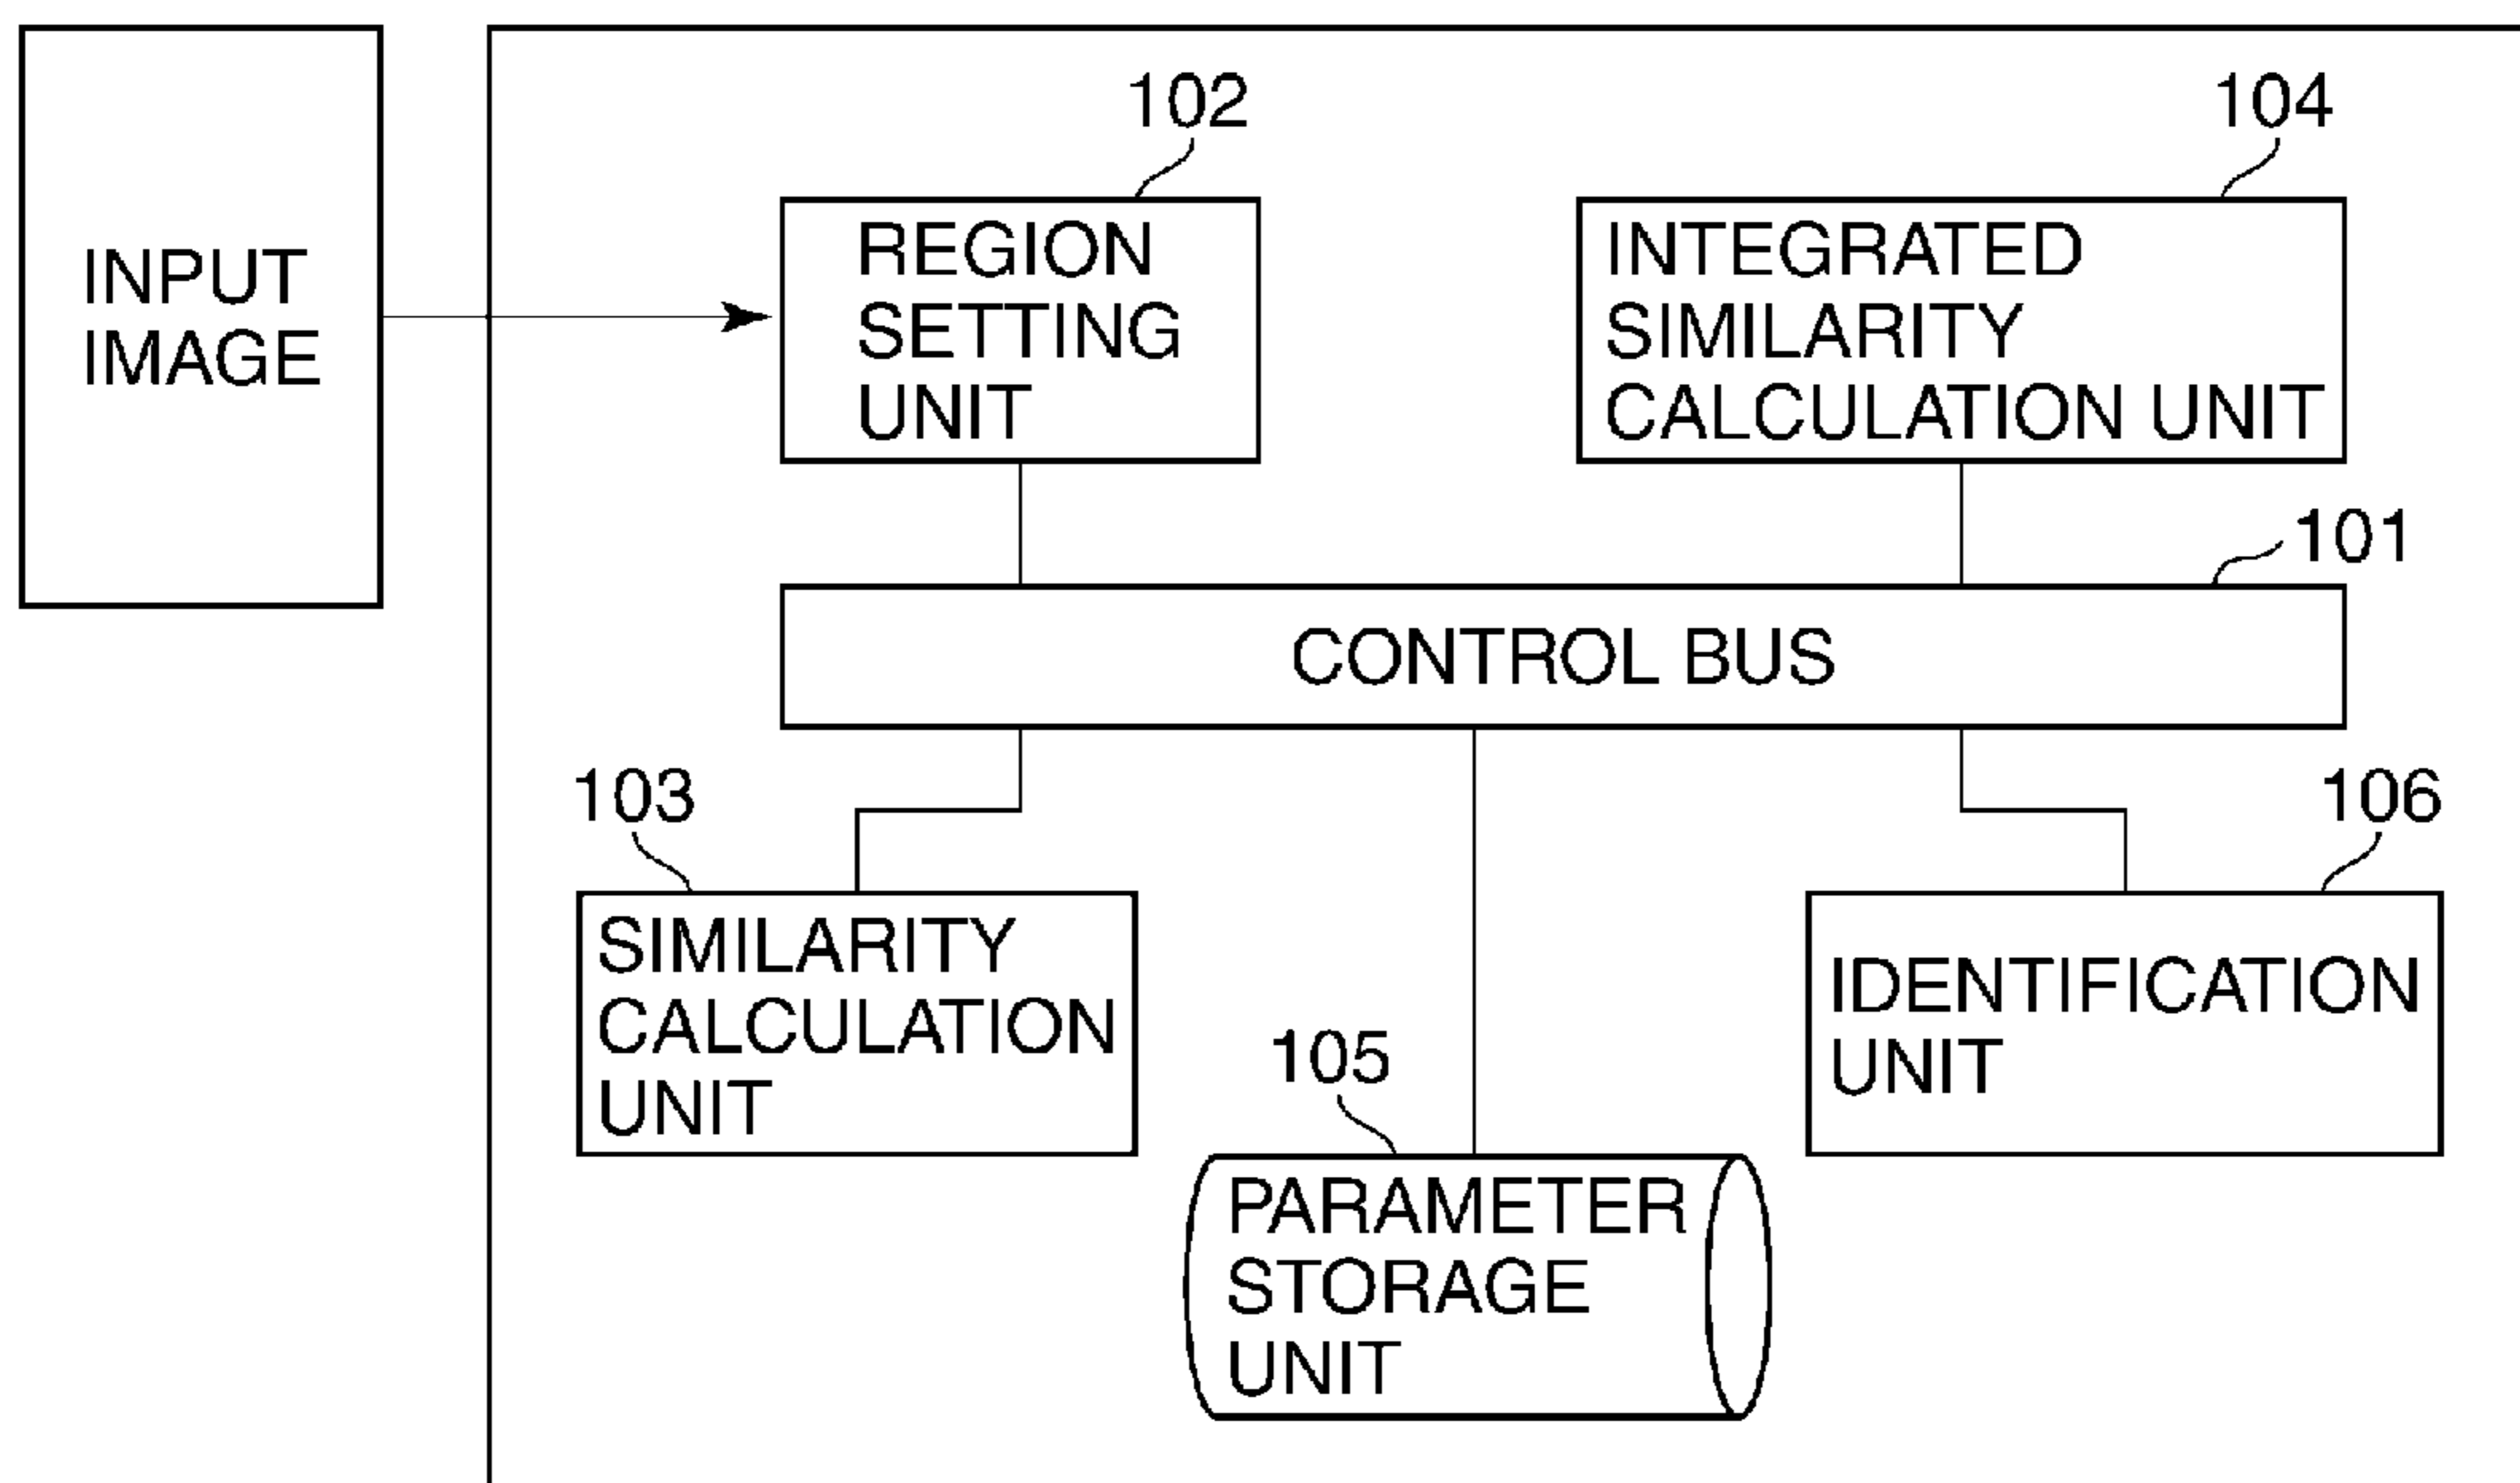 102
104
INPUT
IMAGE
REGION
SETTING
UNIT
INTEGRATED
SIMILARITY
CALCULATION UNIT
101
CONTROL BUS
103
106
SIMILARITY
CALCULATION
UNIT
IDENTIFICATION
UNIT
105
PARAMETER
STORAGE
UNIT